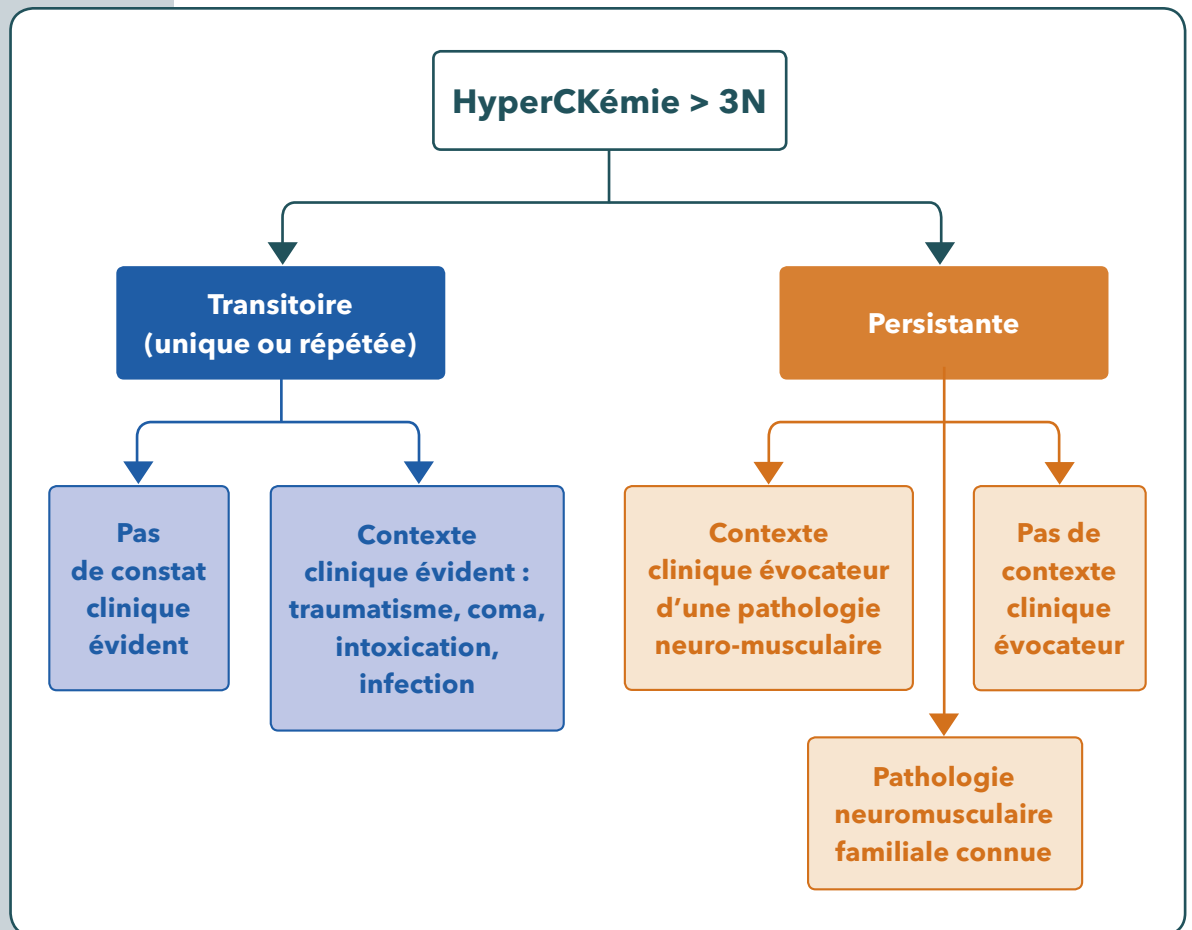 HyperCKémie > 3N
Transitoire
(unique ou répétée)
Persistante
Pas
de constat
clinique
évident
Contexte
clinique évident :
traumatisme, coma,
intoxication,
infection
Contexte
clinique évocateur
d’une pathologie
neuro-musculaire
Pas de
contexte
clinique
évocateur
Pathologie
neuromusculaire
familiale connue